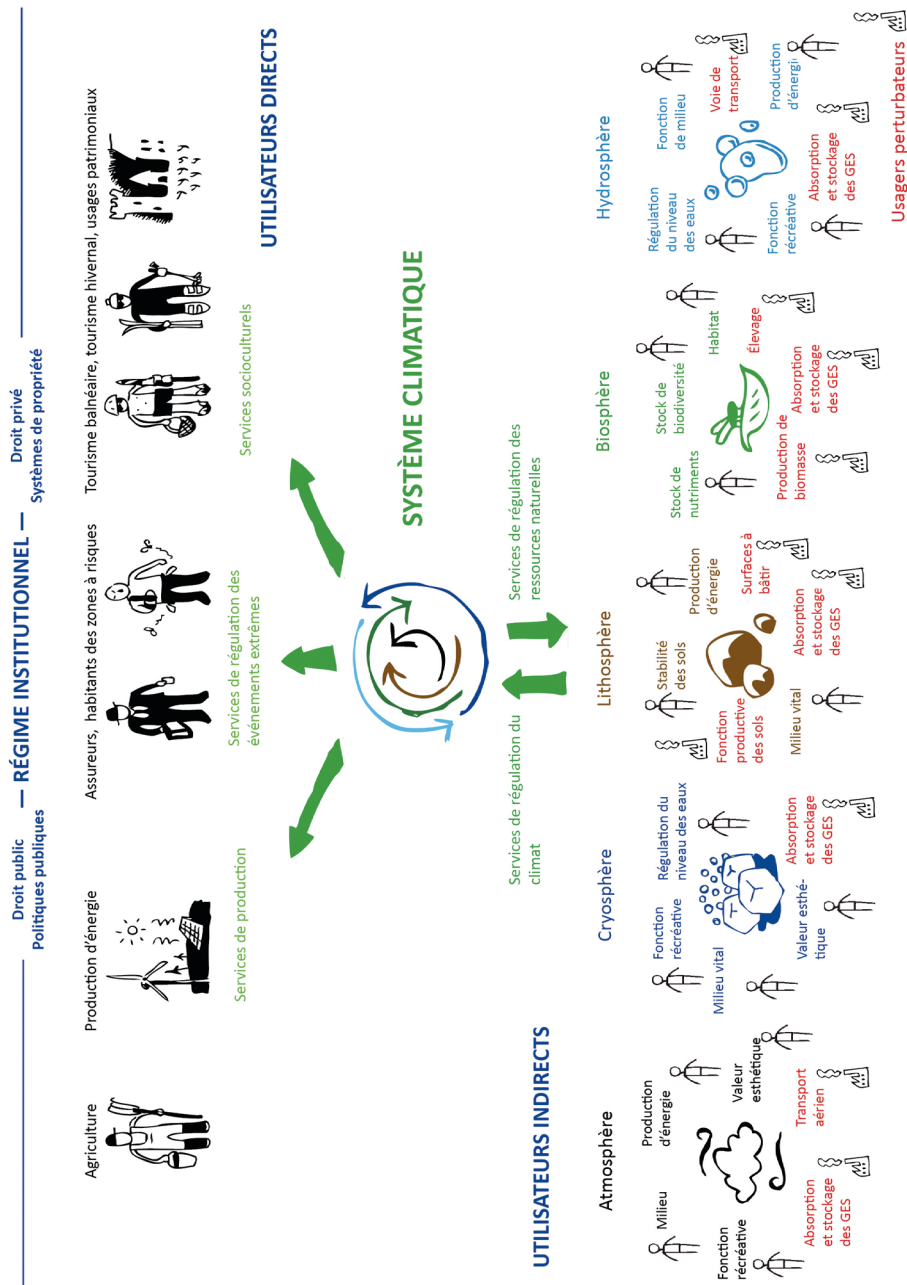 Droit public
Politiques publiques
— RÉGIME INSTITUTIONNEL —
Droit privé
Systèmes de propriété
Agriculture
Production d'énergie
Assureurs, habitants des zones à risques
Tourisme balnéaire, tourisme hivernal, usages patrimoniaux
UTILISATEURS DIRECTS
Services de production
Services de régulation des
événements extrêmes
Services socioculturels
SYSTÈME CLIMATIQUE
Services de régulation du
climat
Services de régulation des
ressources naturelles
UTILISATEURS INDIRECTS
Atmosphère
Milieu
Production
d'énergie
Fonction
récréative
Valeur
esthétique
Absorption
et stockage
des GES
Transport
aérien
Cryosphère
Fonction
récréative
Régulation du
niveau des eaux
Milieu vital
Valeur esthé-
tique
Absorption
et stockage
des GES
Lithosphère
Stabilité
des sols
Production
d'énergie
Fonction
productive
des sols
Surfaces à
bâtir
Milieu vital
Absorption
et stockage
des GES
Biosphère
Stock de
nutriments
Stock de
biodiversité
Habitat
Production de
biomasse
Élevage
Absorption
et stockage
des GES
Hydrosphère
Régulation
du niveau
des eaux
Fonction
de milieu
Voie de
transport
Fonction
récréative
Production
d'énergi
Absorption
et stockage
des GES
Usagers perturbateurs